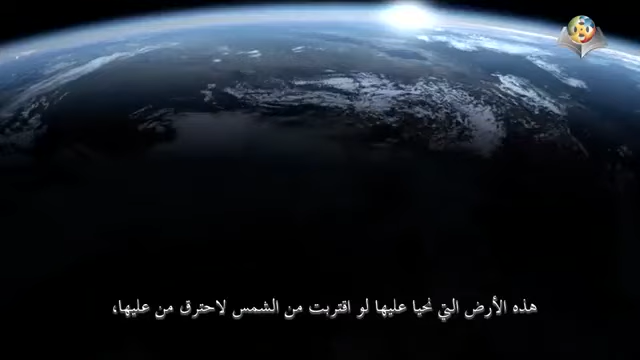 هذه الأرض التي نحيا عليها لو اقتربت من الشمس لاحترق من عليها،